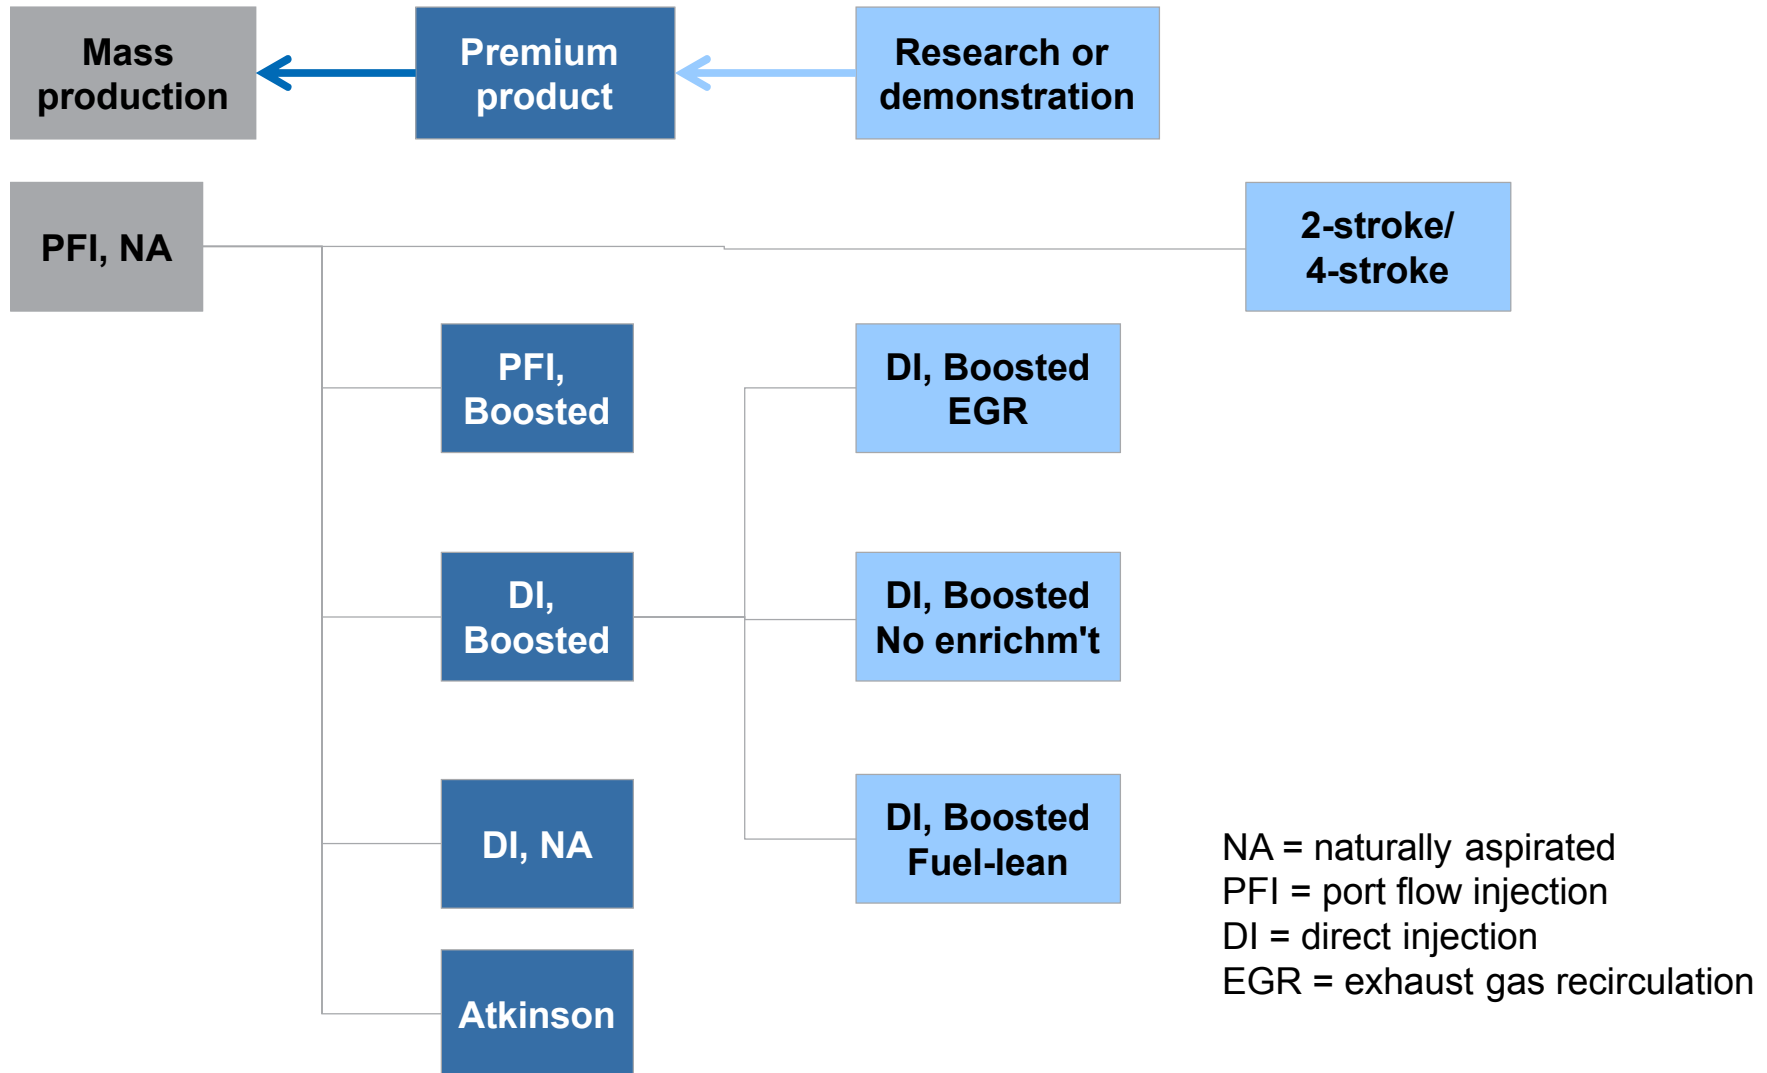 Mass
production
Premium
product
Research or
demonstration
PFI, NA
2-stroke/
4-stroke
PFI,
Boosted
DI, Boosted
EGR
DI,
Boosted
DI, Boosted
No enrichm't
DI, NA
DI, Boosted
Fuel-lean
Atkinson
NA = naturally aspirated
PFI = port flow injection
DI = direct injection
EGR = exhaust gas recirculation